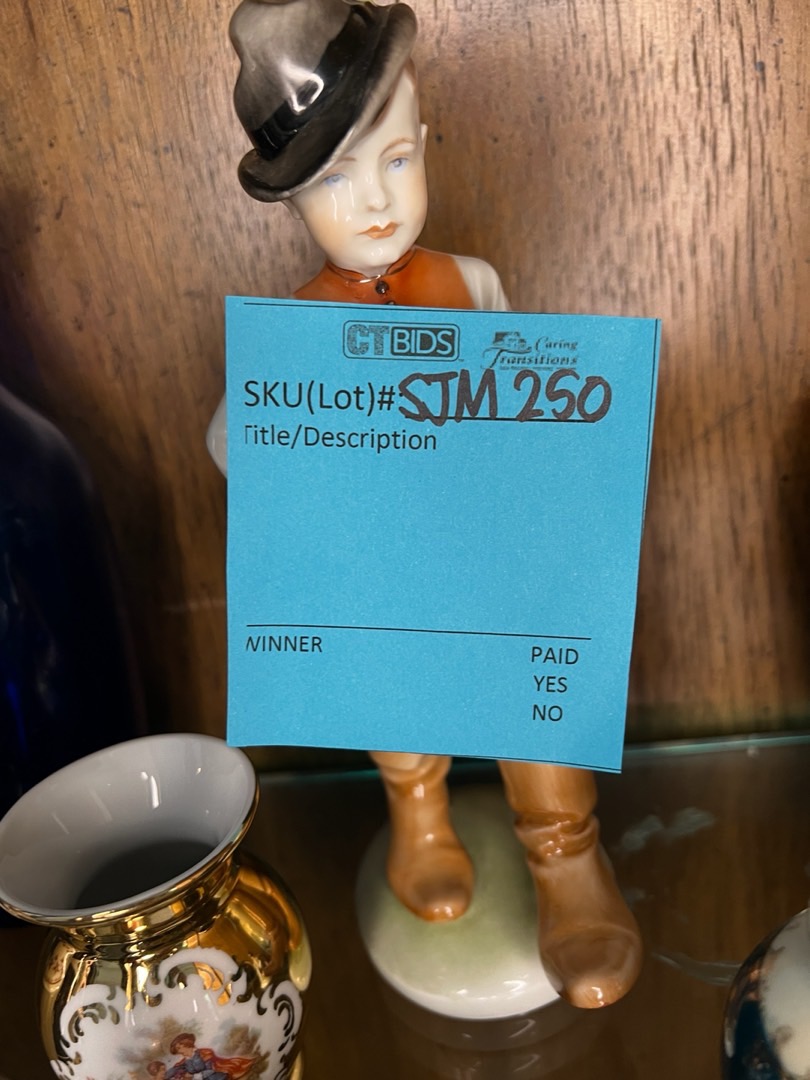 CTBIDS
Caring
Transitions
SKU(Lot)# SJM 250
Title/Description
WINNER
PAID
YES
NO